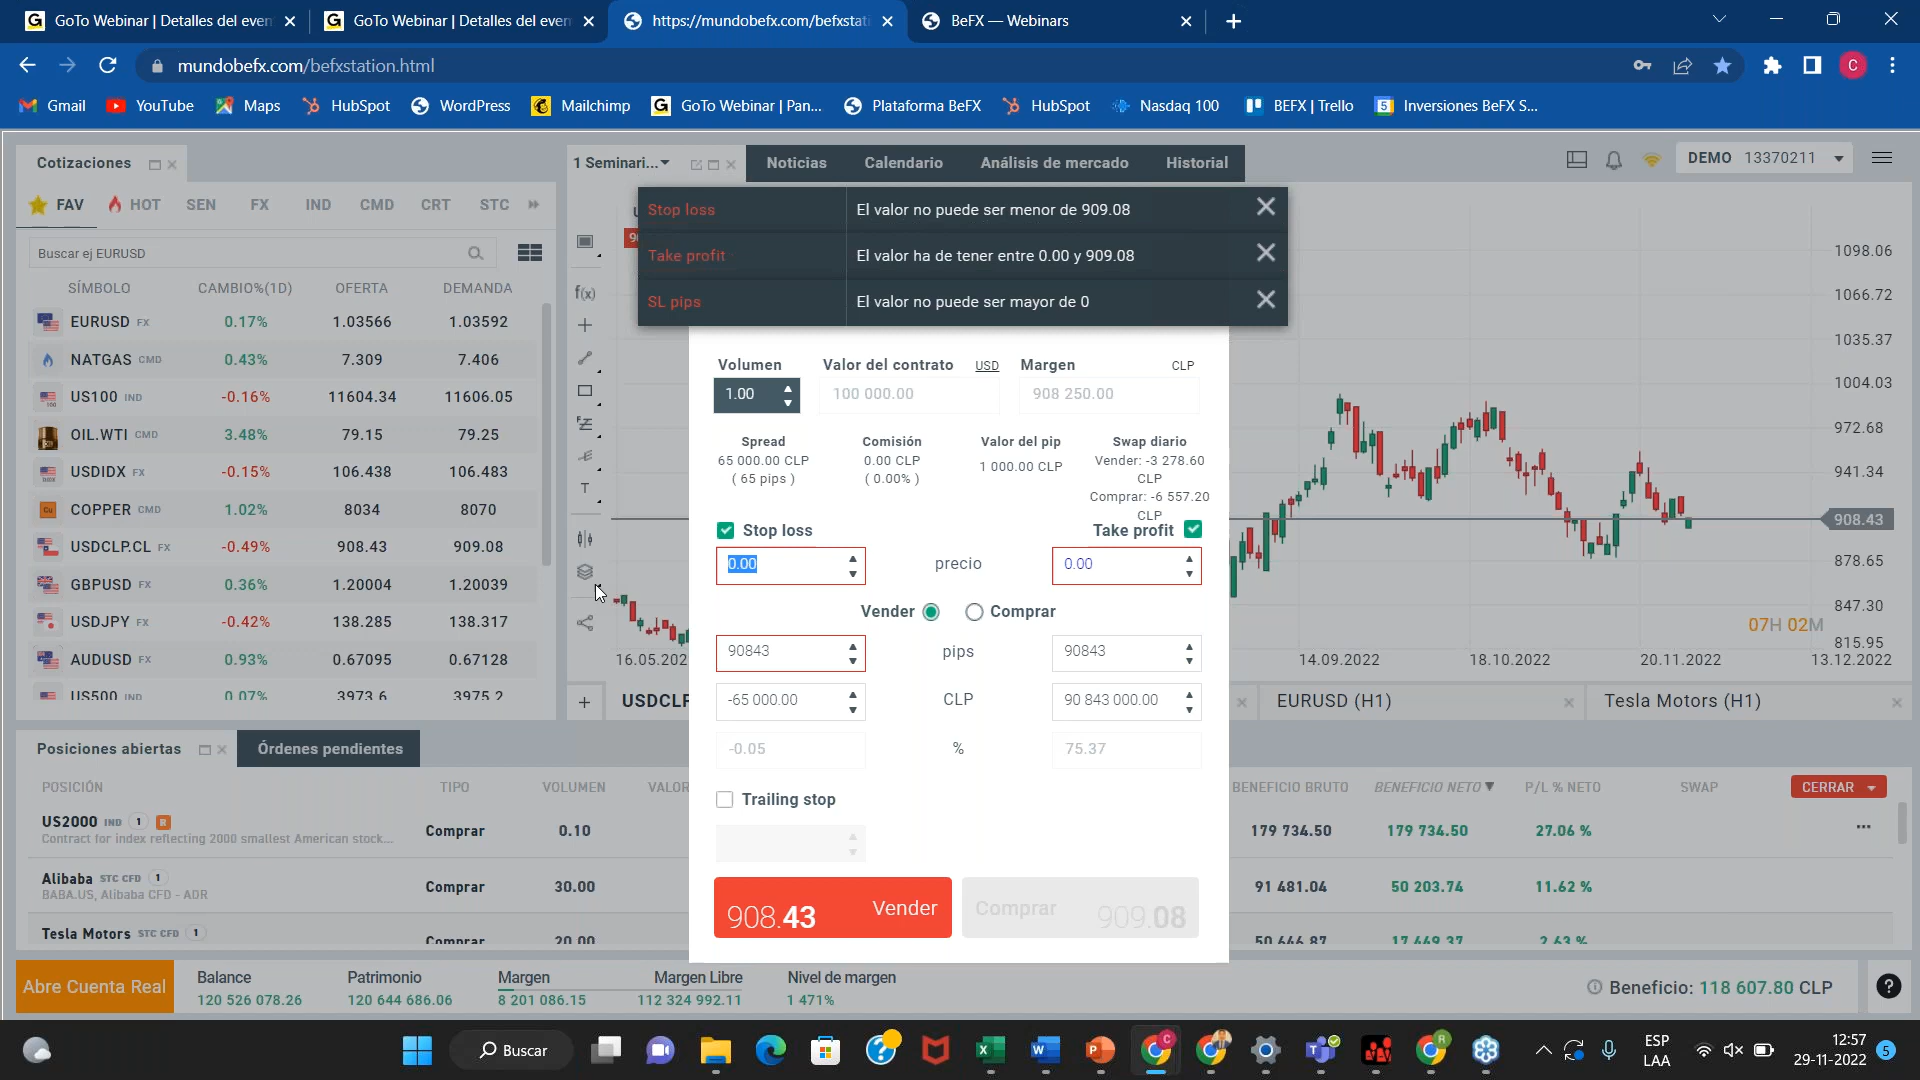 GoTo Webinar | Detalles del even
GoTo Webinar | Detalles del even
https://mundobefx.com/befxstati
BeFX — Webinars
mundobefx.com/befxstation.html
C
Gmail
YouTube
Maps
HubSpot
WordPress
Mailchimp
GoTo Webinar | Pan...
Plataforma BeFX
HubSpot
Nasdaq 100
BEFX | Trello
Inversiones BeFX S...
Cotizaciones
1 Seminari...
Noticias
Calendario
Análisis de mercado
Historial
DEMO 13370211
FAV
HOT
SEN
FX
IND
CMD
CRT
STC
Buscar ej EURUSD
SÍMBOLO CAMBIO%(1D) OFERTA DEMANDA
EURUSD FX 0.17% 1.03566 1.03592
NATGAS CMD 0.43% 7.309 7.406
US100 IND -0.16% 11604.34 11606.05
OIL.WTI CMD 3.48% 79.15 79.25
USDIDX FX -0.15% 106.438 106.483
COPPER CMD 1.02% 8034 8070
USDCLP.CL FX -0.49% 908.43 909.08
GBPUSD FX 0.36% 1.20004 1.20039
USDJPY FX -0.42% 138.285 138.317
AUDUSD FX 0.93% 0.67095 0.67128
US500 IND 0.07% 3973.6 3975.2
Stop loss El valor no puede ser menor de 909.08
Take profit El valor ha de tener entre 0.00 y 909.08
SL pips El valor no puede ser mayor de 0
f(x)
T
Volumen Valor del contrato USD Margen CLP
1.00 100 000.00 908 250.00
Spread Comisión Valor del pip Swap diario
65 000.00 CLP 0.00 CLP 1 000.00 CLP Vender: -3 278.60
( 65 pips ) ( 0.00% ) CLP
Comprar: -6 557.20
CLP
Stop loss Take profit
0.00 precio 0.00
Vender Comprar
90843 pips 90843
-65 000.00 CLP 90 843 000.00
-0.05 % 75.37
Trailing stop
908.43 Vender
Comprar 909.08
1098.06
1066.72
1035.37
1004.03
972.68
941.34
908.43
878.65
847.30
815.95
07H 02M
16.05.202
14.09.2022
18.10.2022
20.11.2022
13.12.2022
USDCLP
EURUSD (H1)
Tesla Motors (H1)
Posiciones abiertas
Órdenes pendientes
POSICIÓN TIPO VOLUMEN VALOR BENEFICIO BRUTO BENEFICIO NETO P/L % NETO SWAP CERRAR
US2000 IND 1 R
Contract for index reflecting 2000 smallest American stock...
Comprar 0.10 179 734.50 179 734.50 27.06 %
Alibaba STC CFD 1
BABA.US, Alibaba CFD - ADR
Comprar 30.00 91 481.04 50 203.74 11.62 %
Tesla Motors STC CFD 1
Comprar 20.00 50 646.87 17 469.37 2.63 %
Abre Cuenta Real
Balance Patrimonio Margen Margen Libre Nivel de margen
120 526 078.26 120 644 686.06 8 201 086.15 112 324 992.11 1 471%
Beneficio: 118 607.80 CLP
?
Buscar
ESP
LAA
12:57
29-11-2022
5